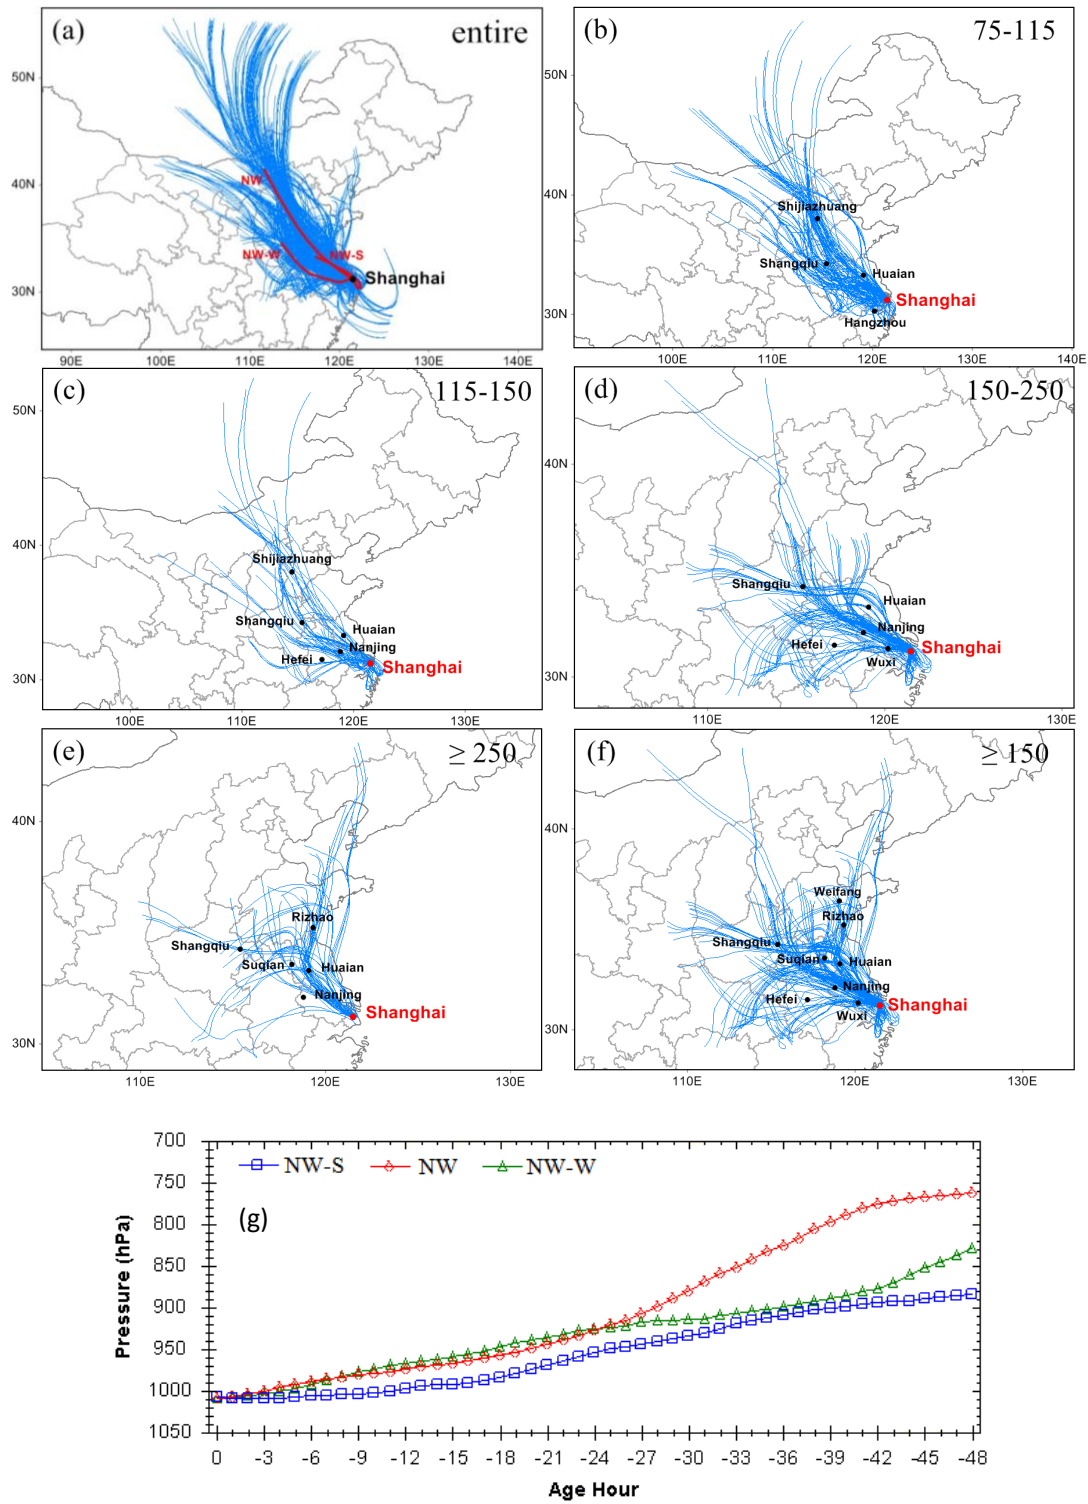 (a) entire
50N
40N
30N
NW
NW-W
NW-S
Shanghai
90E 100E 110E 120E 130E 140E
(b) 75-115
50N
40N
30N
Shijiazhuang
Shangqiu
Huaian
Shanghai
Hangzhou
100E 110E 120E 130E 140E
(c) 115-150
50N
40N
30N
Shijiazhuang
Shangqiu
Huaian
Nanjing
Hefei
Shanghai
100E 110E 120E 130E
(d) 150-250
40N
30N
Shangqiu
Huaian
Nanjing
Hefei
Shanghai
Wuxi
110E 120E 130E
(e) ≥ 250
40N
30N
Rizhao
Shangqiu
Suqian
Huaian
Nanjing
Shanghai
110E 120E 130E
(f) ≥ 150
40N
30N
Weifang
Rizhao
Shangqiu
Suqian
Huaian
Nanjing
Hefei
Shanghai
Wuxi
110E 120E 130E
(g)
NW-S NW NW-W
Pressure (hPa)
700
750
800
850
900
950
1000
1050
0 -3 -6 -9 -12 -15 -18 -21 -24 -27 -30 -33 -36 -39 -42 -45 -48
Age Hour